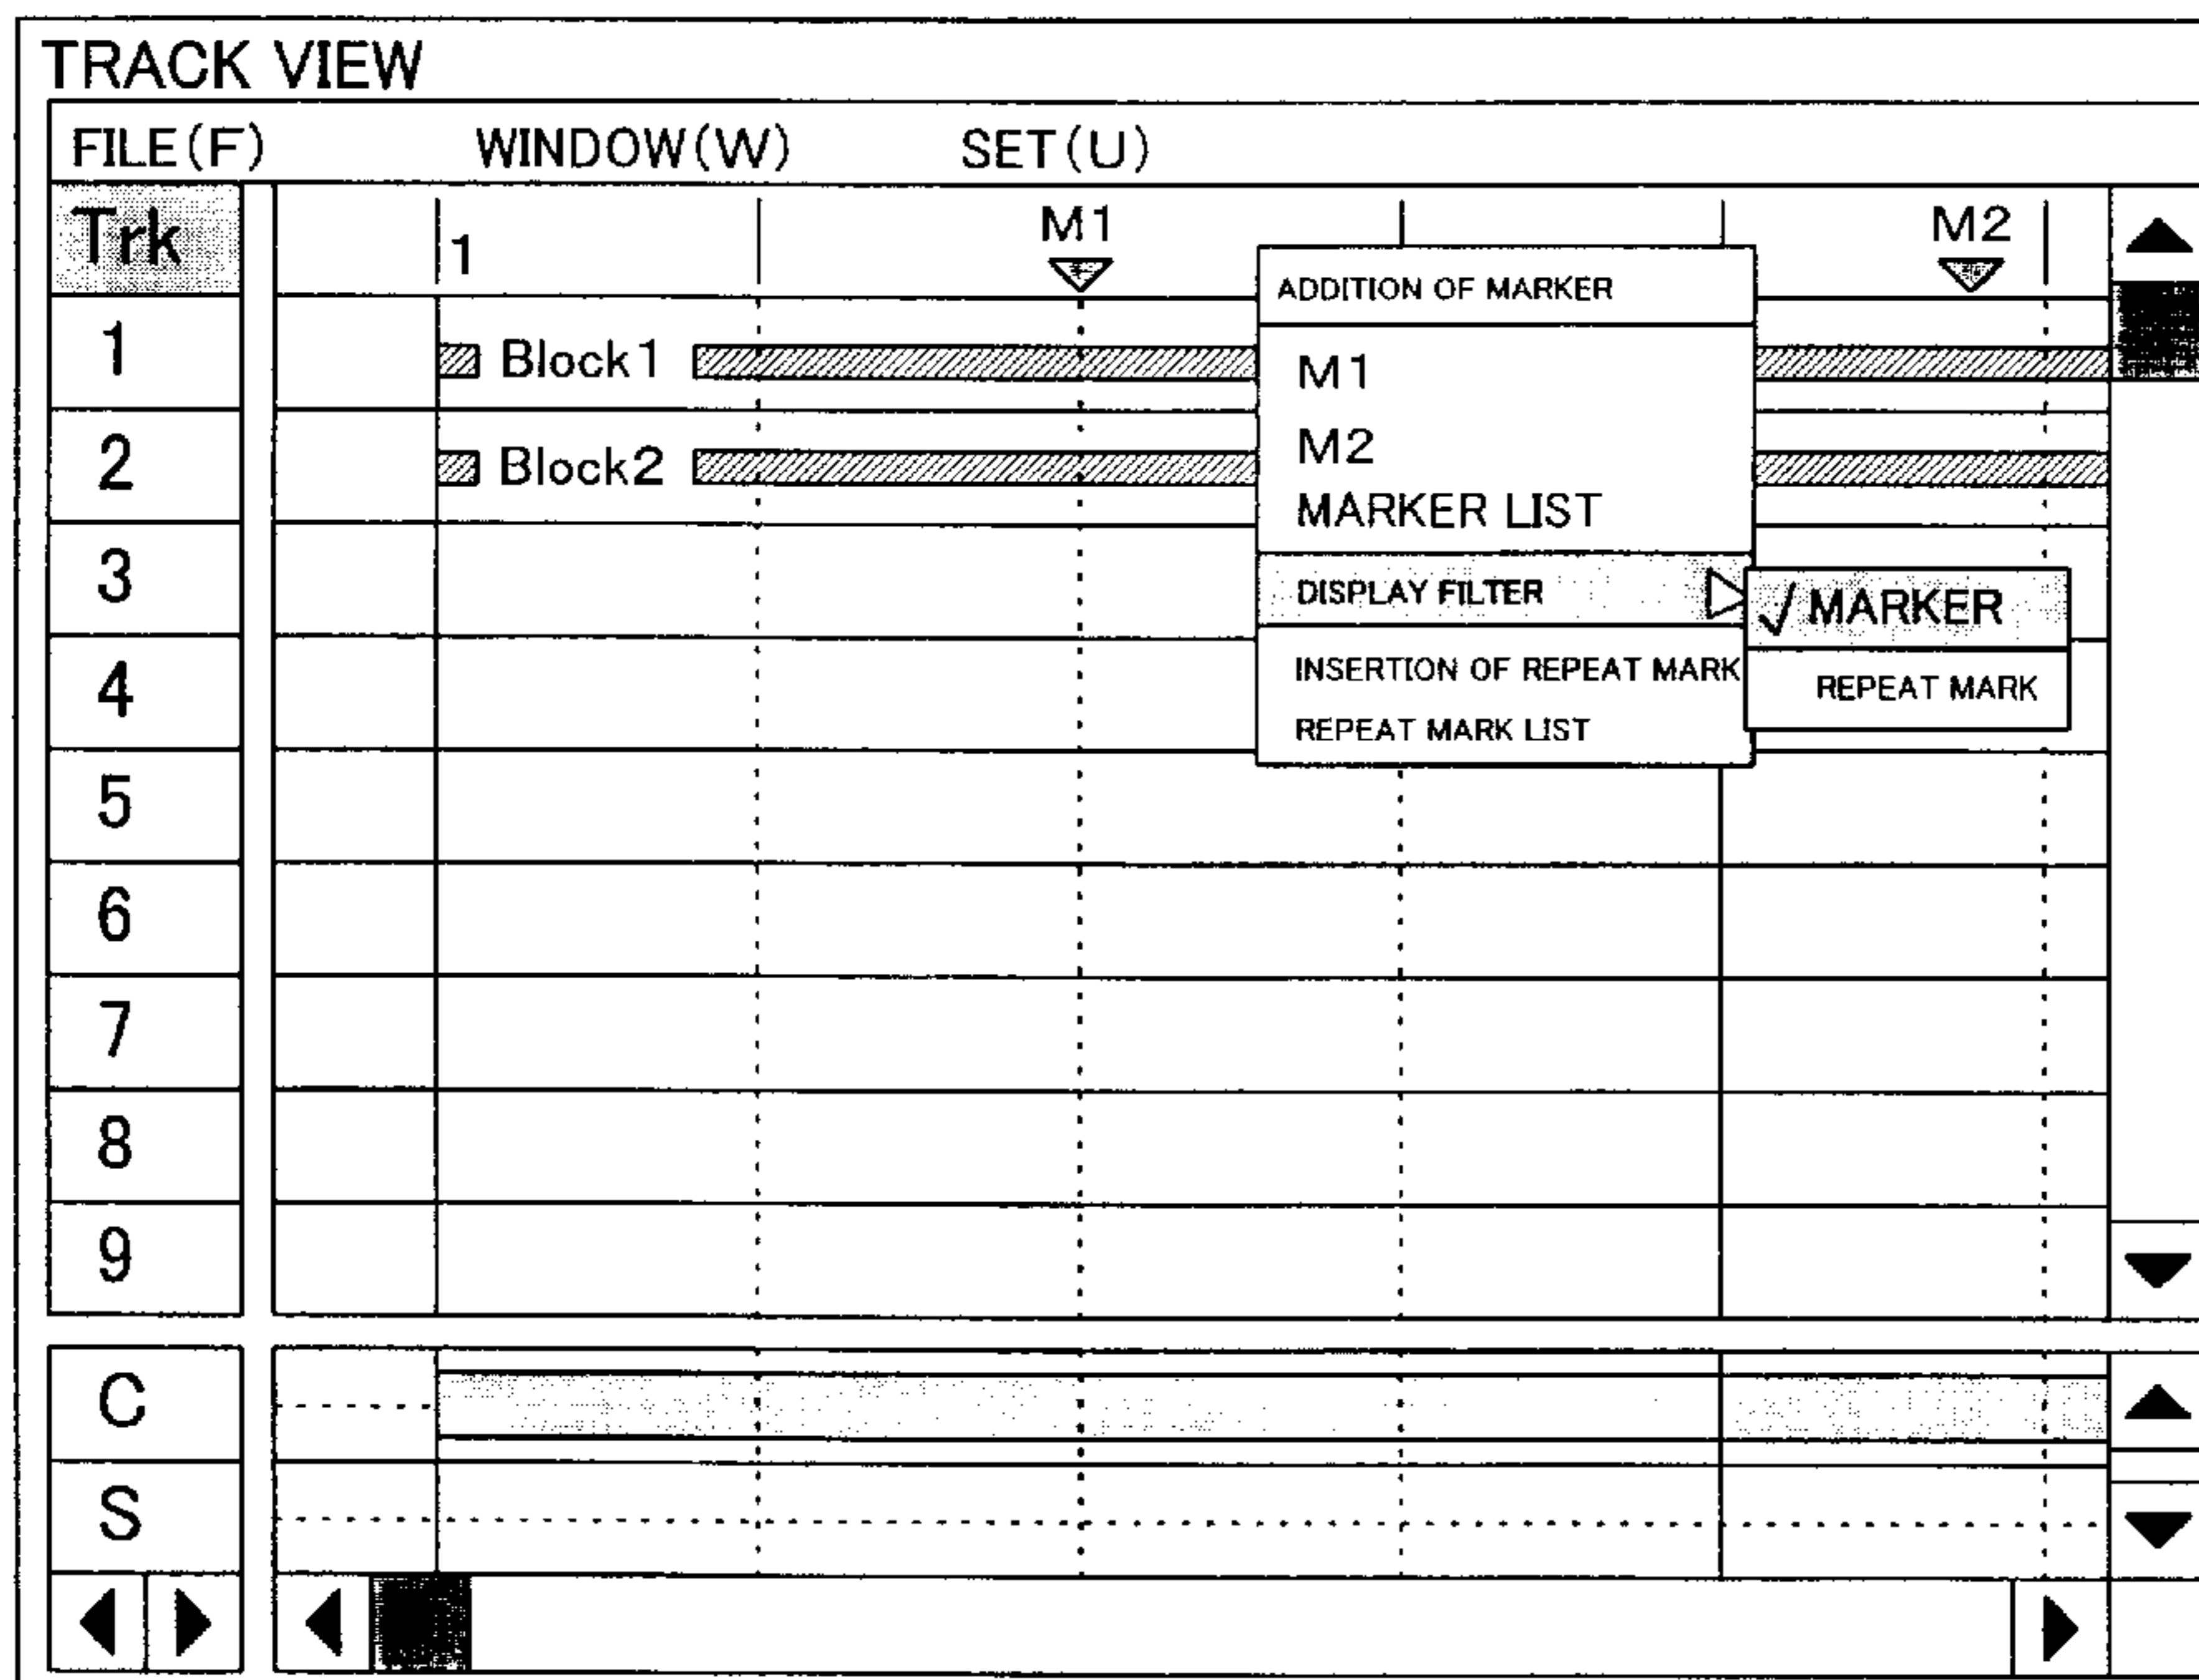 TRACK VIEW
FILE(F) WINDOW(W) SET(U)
Trk 1 M1 M2
ADDITION OF MARKER
1 Block1
M1
2 Block2
M2
MARKER LIST
3
DISPLAY FILTER
√ MARKER
4
INSERTION OF REPEAT MARK
REPEAT MARK
REPEAT MARK LIST
5
6
7
8
9
C
S